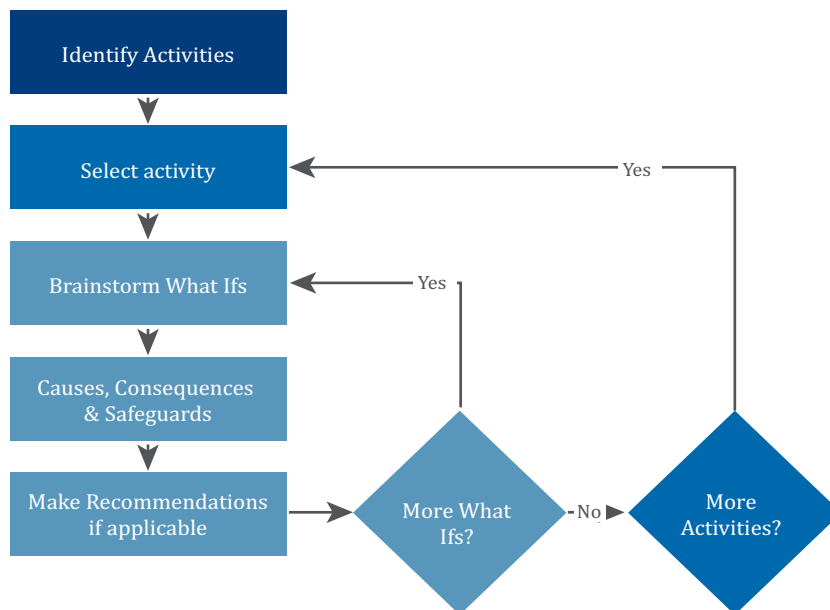 Identify Activities
Select activity
Yes
Brainstorm What Ifs
Yes
Causes, Consequences
& Safeguards
Make Recommendations
if applicable
More What
Ifs?
No
More
Activities?